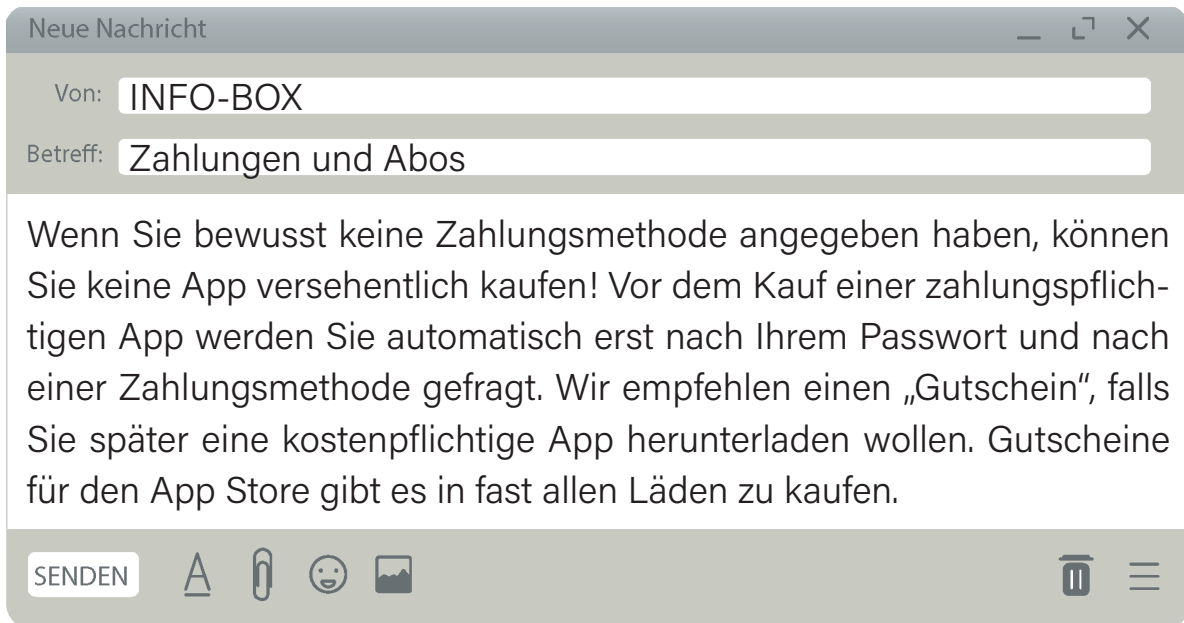 Neue Nachricht
Von: INFO-BOX
Betreff: Zahlungen und Abos
Wenn Sie bewusst keine Zahlungsmethode angegeben haben, können
Sie keine App versehentlich kaufen! Vor dem Kauf einer zahlungspflich-
tigen App werden Sie automatisch erst nach Ihrem Passwort und nach
einer Zahlungsmethode gefragt. Wir empfehlen einen „Gutschein“, falls
Sie später eine kostenpflichtige App herunterladen wollen. Gutscheine
für den App Store gibt es in fast allen Läden zu kaufen.
SENDEN A